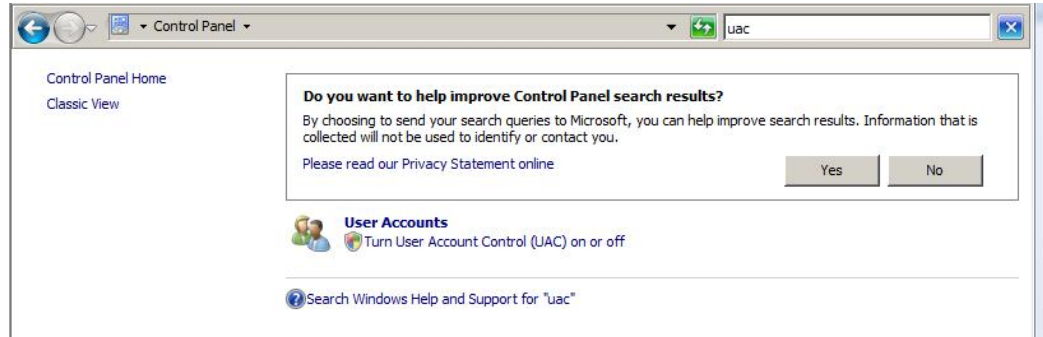 Control Panel
uac
Control Panel Home
Classic View
Do you want to help improve Control Panel search results?
By choosing to send your search queries to Microsoft, you can help improve search results. Information that is
collected will not be used to identify or contact you.
Please read our Privacy Statement online
Yes
No
User Accounts
Turn User Account Control (UAC) on or off
Search Windows Help and Support for "uac"